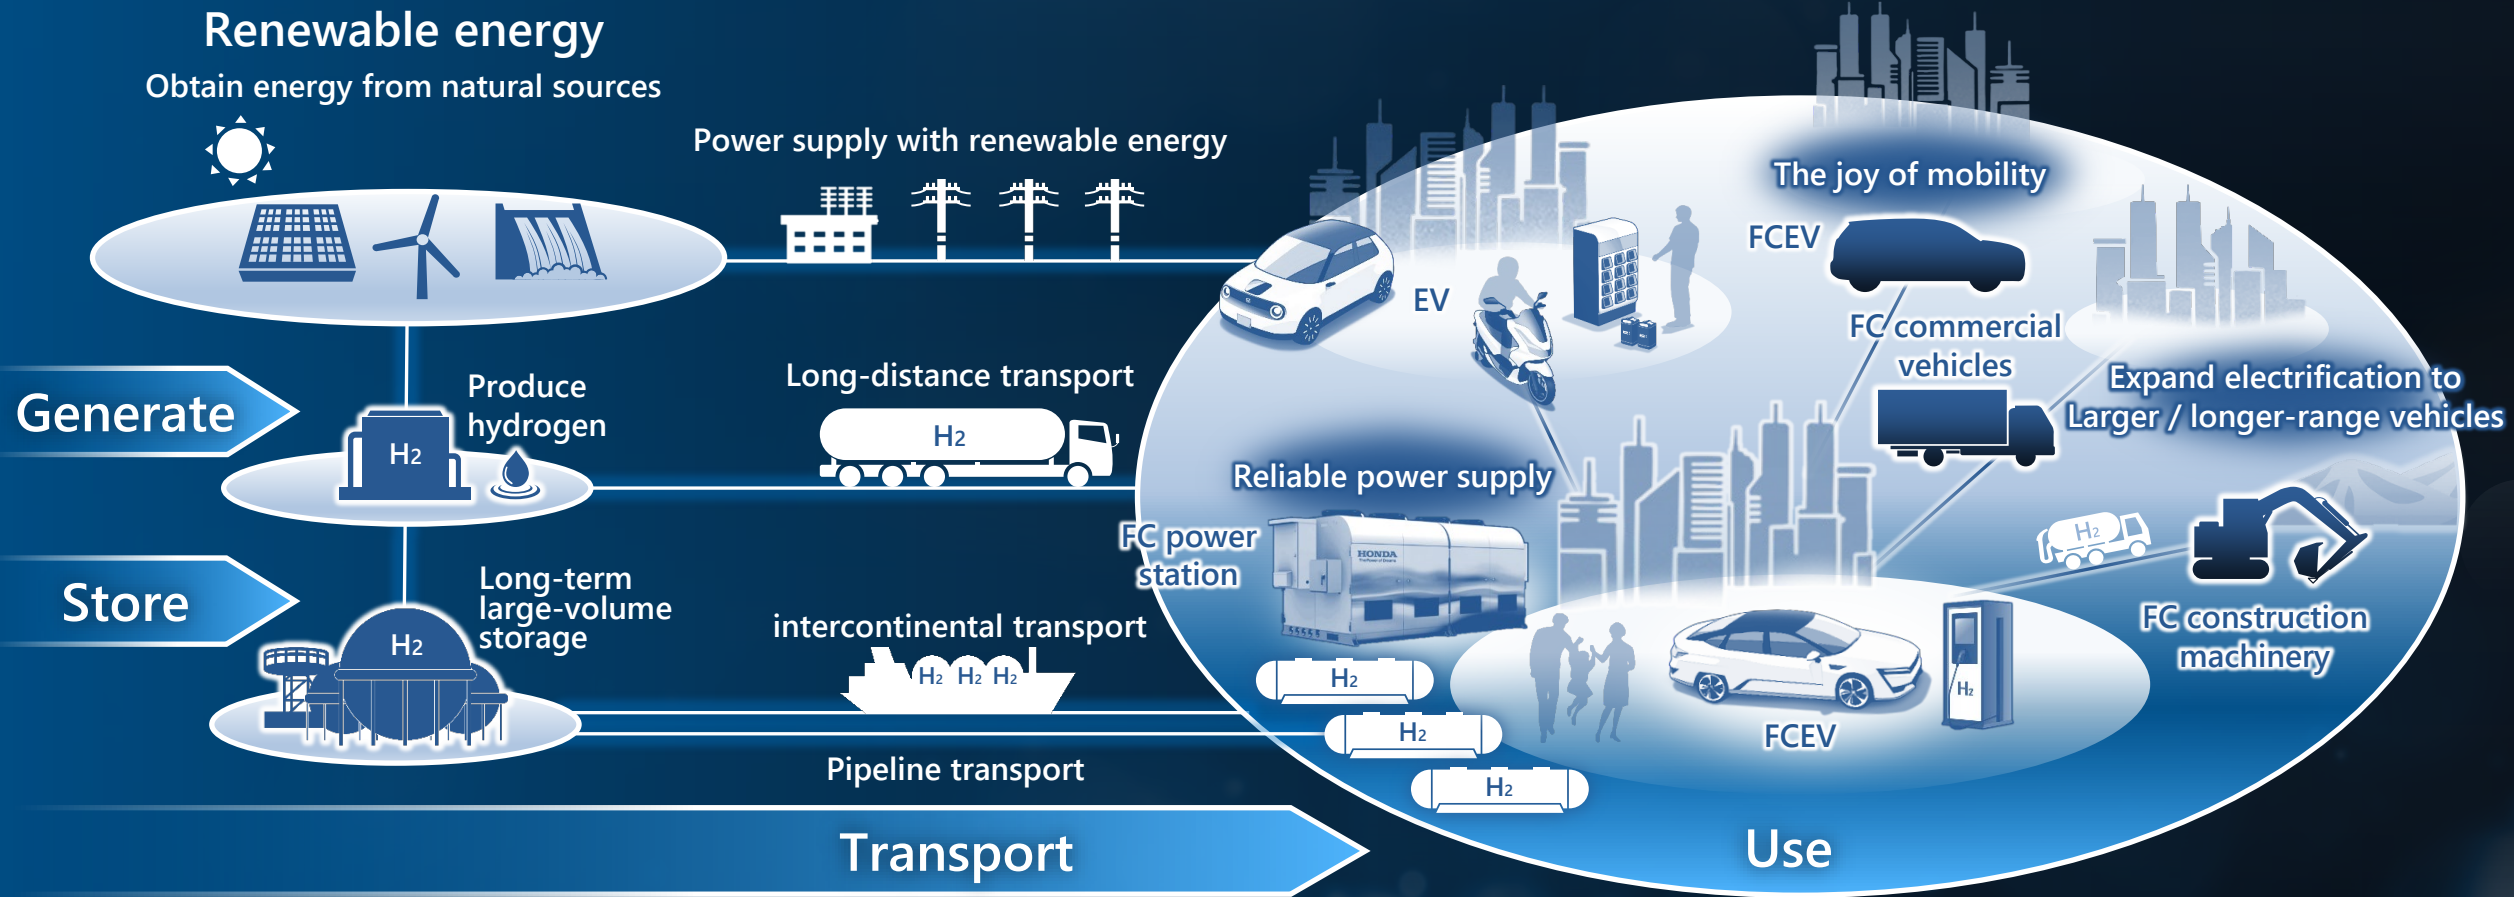 Renewable energy
Obtain energy from natural sources
Power supply with renewable energy
Generate
Produce
hydrogen
H2
Long-distance transport
H2
Store
Long-term
large-volume
storage
H2
intercontinental transport
H2 H2 H2
Pipeline transport
Transport
The joy of mobility
FCEV
EV
FC commercial
vehicles
Expand electrification to
Larger / longer-range vehicles
Reliable power supply
FC power
station
HONDA
H2
FC construction
machinery
H2
H2
H2
H2
FCEV
Use